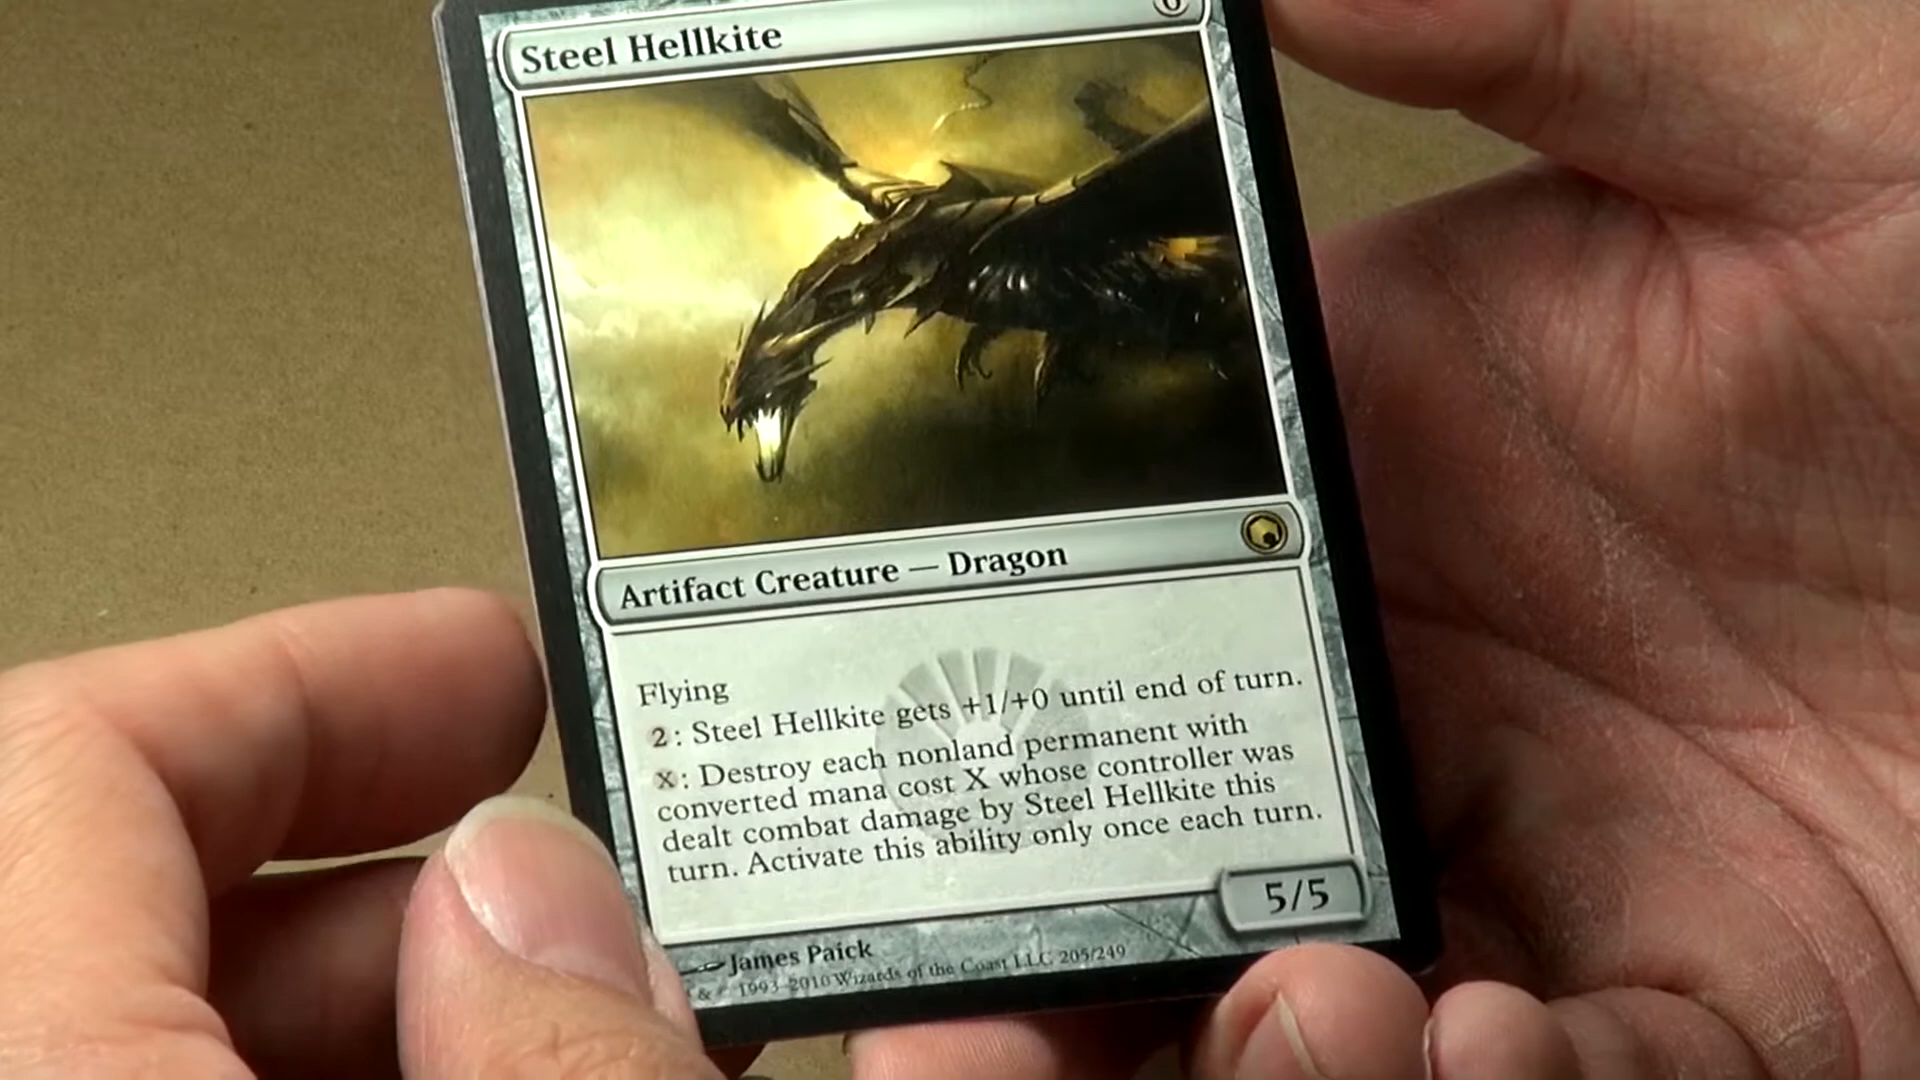 Steel Hellkite 6
Artifact Creature — Dragon
Flying
2: Steel Hellkite gets +1/+0 until end of turn.
X: Destroy each nonland permanent with
converted mana cost X whose controller was
dealt combat damage by Steel Hellkite this
turn. Activate this ability only once each turn.
5/5
James Paick
& © 1993–2010 Wizards of the Coast LLC 205/249